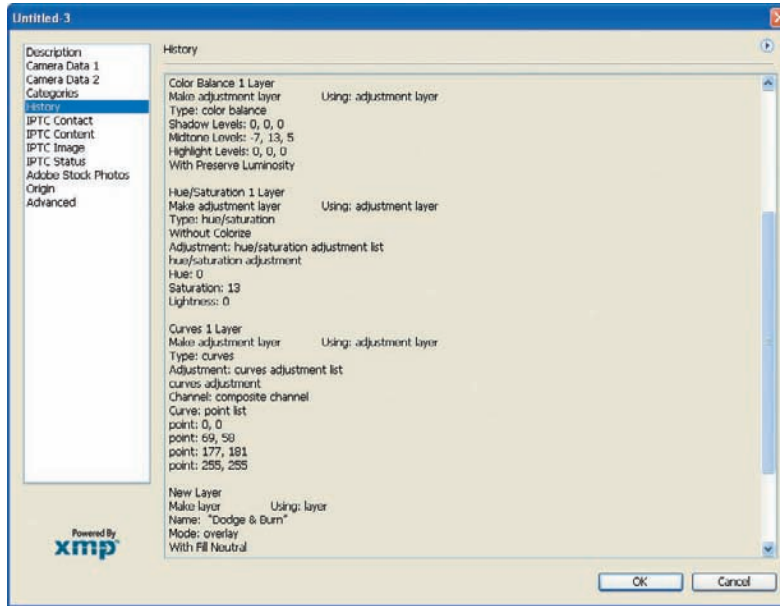 Untitled-3
Description
Camera Data 1
Camera Data 2
Categories
History
IPTC Contact
IPTC Content
IPTC Image
IPTC Status
Adobe Stock Photos
Origin
Advanced
Powered By
xmp
History
Color Balance 1 Layer
Make adjustment layer Using: adjustment layer
Type: color balance
Shadow Levels: 0, 0, 0
Midtone Levels: -7, 13, 5
Highlight Levels: 0, 0, 0
With Preserve Luminosity
Hue/Saturation 1 Layer
Make adjustment layer Using: adjustment layer
Type: hue/saturation
Without Colorize
Adjustment: hue/saturation adjustment list
hue/saturation adjustment
Hue: 0
Saturation: 13
Lightness: 0
Curves 1 Layer
Make adjustment layer Using: adjustment layer
Type: curves
Adjustment: curves adjustment list
curves adjustment
Channel: composite channel
Curve: point list
point: 0, 0
point: 69, 58
point: 177, 181
point: 255, 255
New Layer
Make layer Using: layer
Name: "Dodge & Burn"
Mode: overlay
With Fill Neutral
OK
Cancel